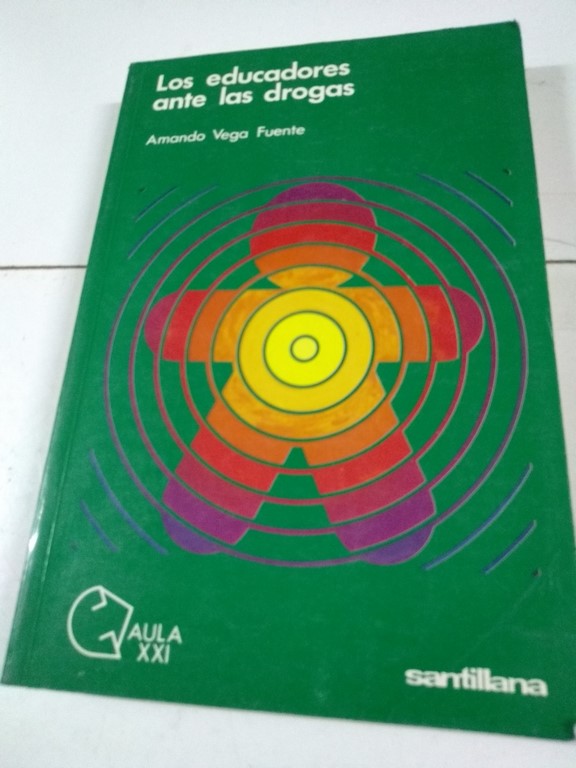 Los educadores
ante las drogas
Amando Vega Fuente
AULA
XXI
santillana